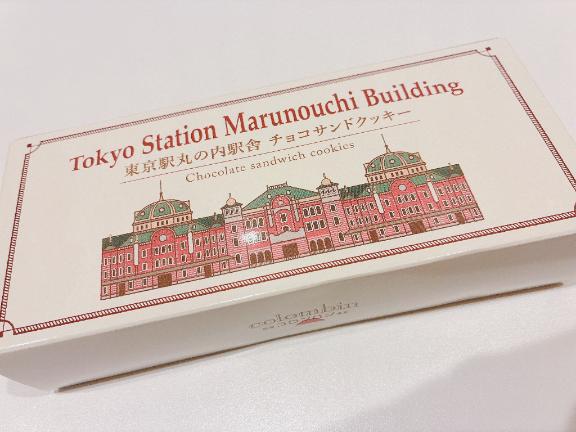 Tokyo Station Marunouchi Building
東京駅丸の内駅舎 チョコサンドクッキー
Chocolate sandwich cookies
colombin